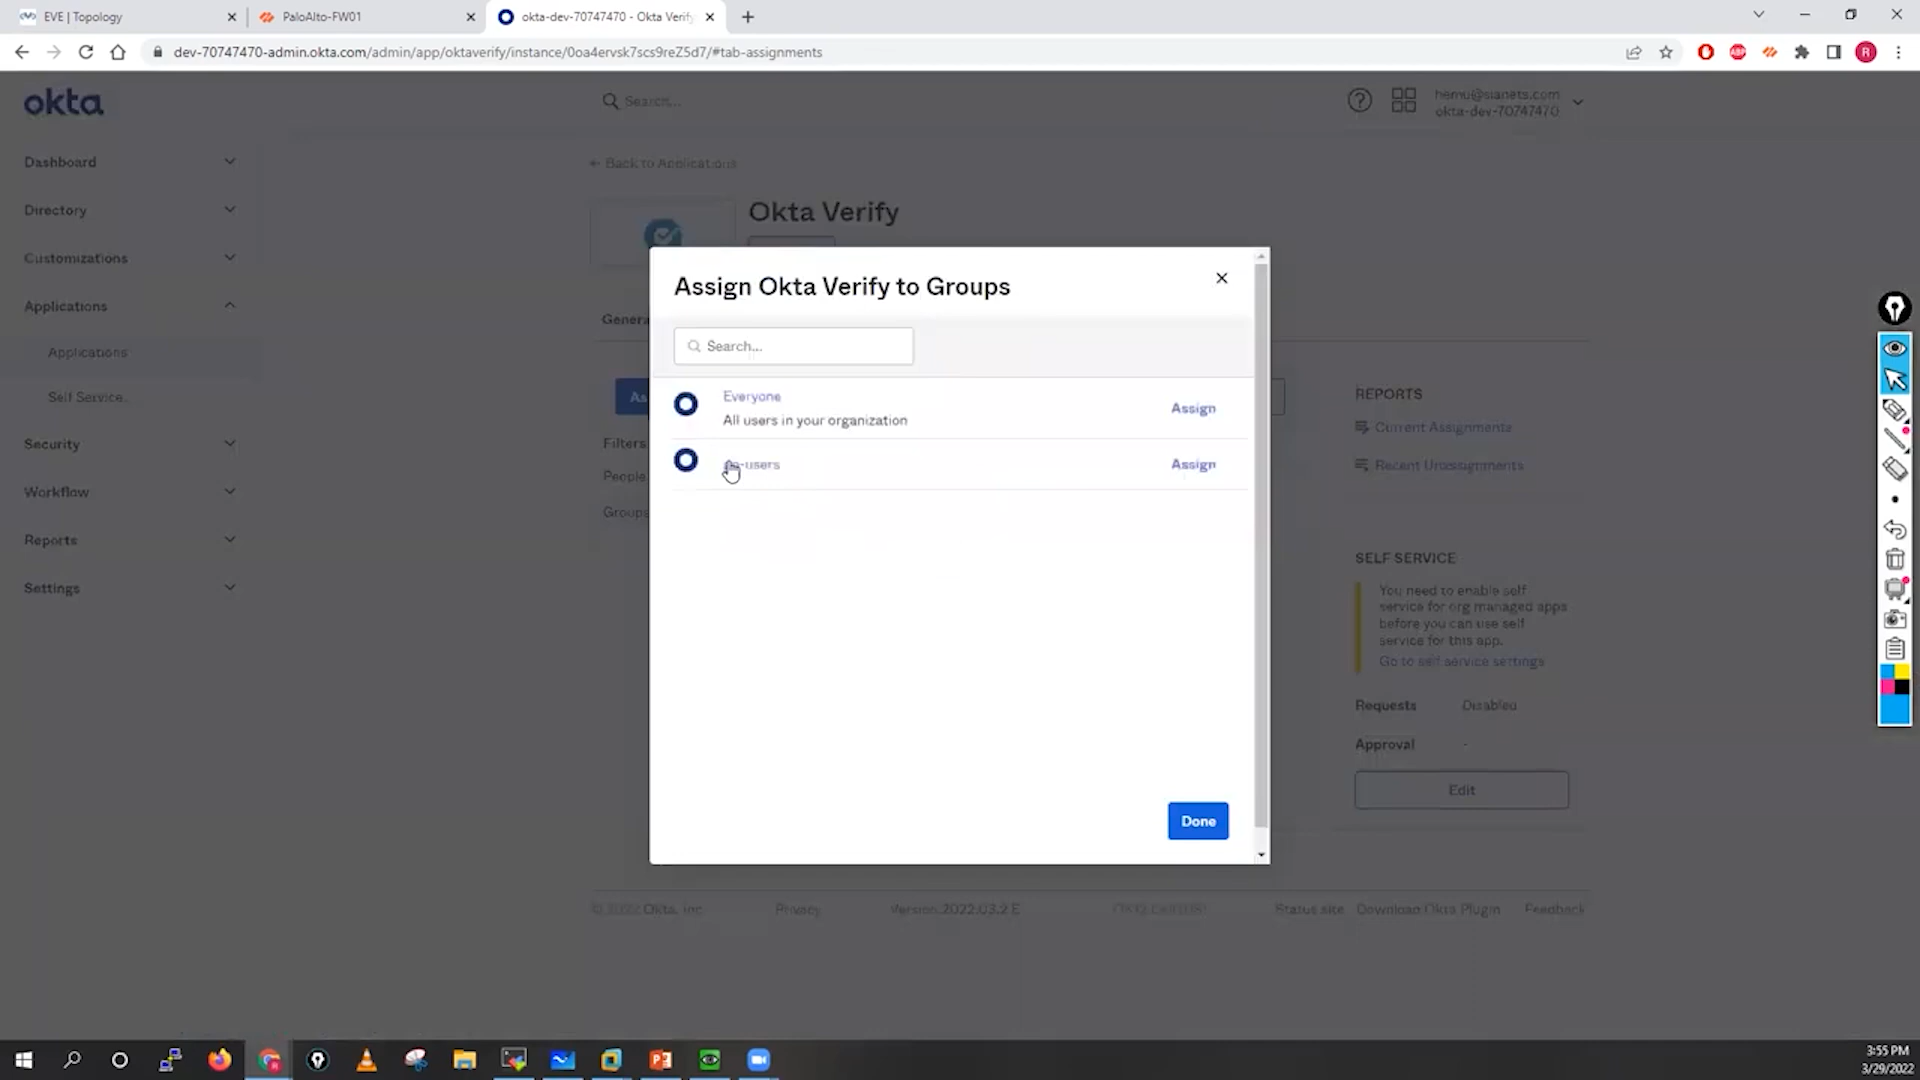 EVE | Topology
PaloAlto-FW01
okta-dev-70747470 - Okta Verify
dev-70747470-admin.okta.com/admin/app/oktaverify/instance/0oa4ervsk7scs9reZ5d7/#tab-assignments
ABP
R
okta
Search...
hemu@sianets.com
okta-dev-70747470
Dashboard
Directory
Customizations
Applications
Applications
Self Service
Security
Workflow
Reports
Settings
← Back to Applications
Okta Verify
Genera
As
Filters
People
Groups
Assign Okta Verify to Groups
Search...
Everyone
All users in your organization
Assign
-users
Assign
Done
REPORTS
Current Assignments
Recent Unassignments
SELF SERVICE
You need to enable self
service for org managed apps
before you can use self
service for this app.
Go to self service settings
Requests Disabled
Approval -
Edit
© 2022 Okta, Inc.
Privacy
Version 2022.03.2 E
Status site
Download Okta Plugin
Feedback
3:55 PM
3/29/2022